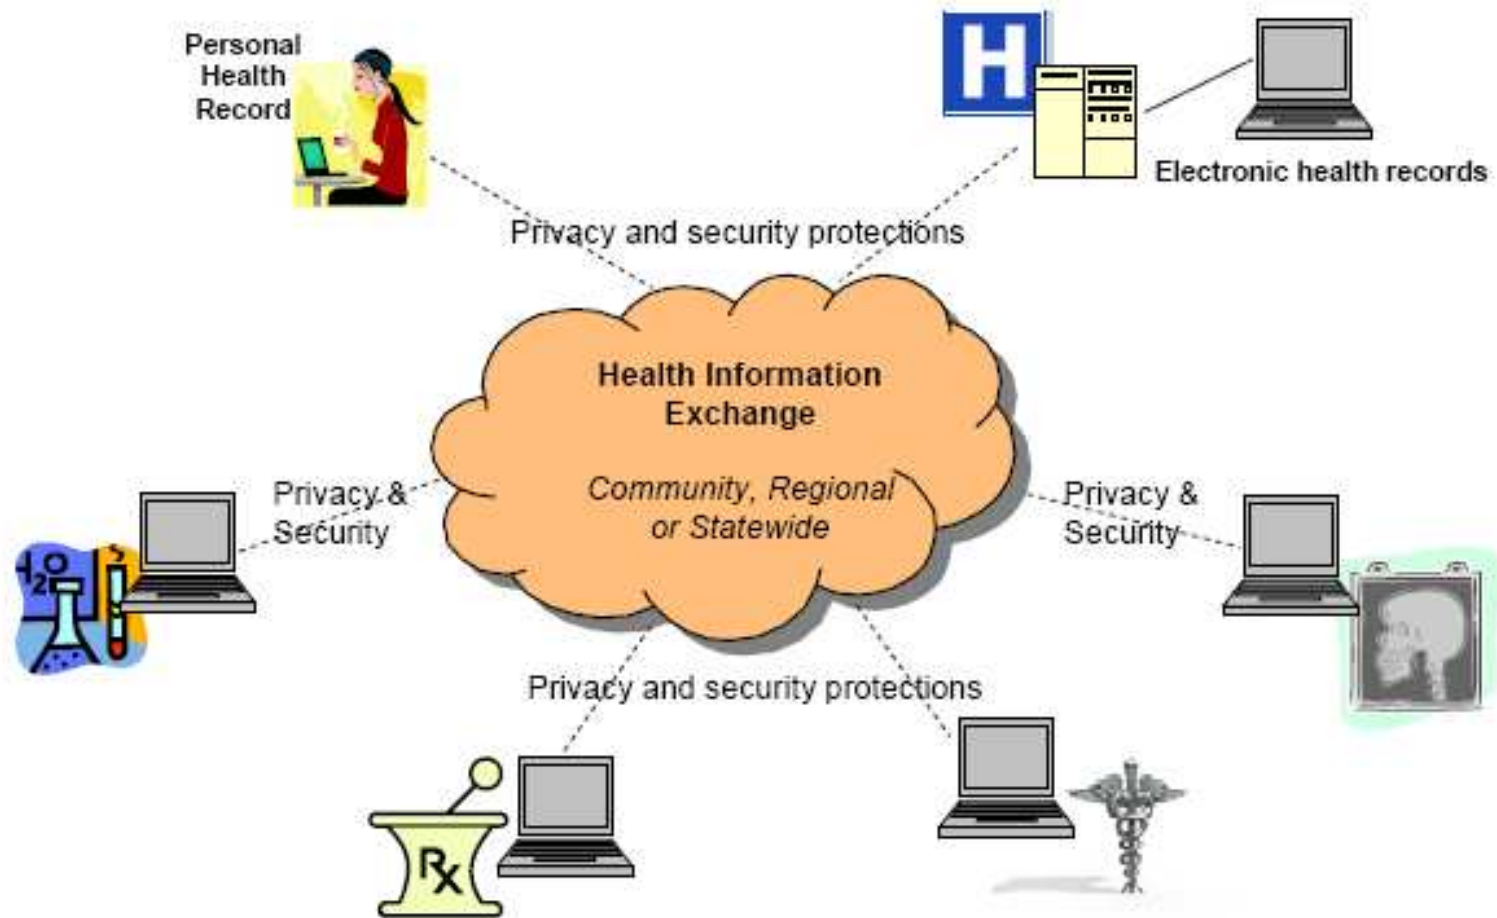 Personal
Health
Record
H
Electronic health records
Privacy and security protections
Health Information
Exchange
Community, Regional
or Statewide
Privacy &
Security
Privacy &
Security
H₂O
Privacy and security protections
Rx